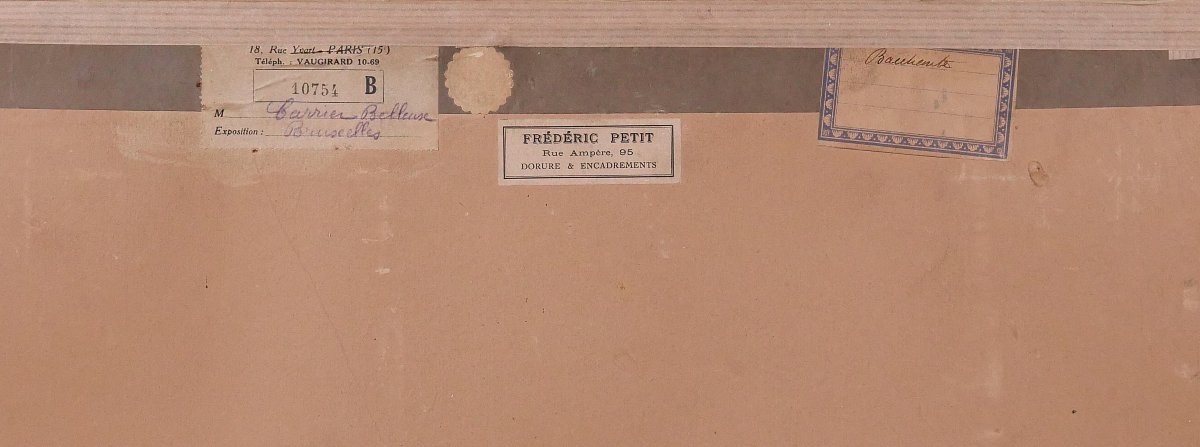 18, Rue Yvart - PARIS (15ᵉ)
Téléph. : VAUGIRARD 10-69
10754 B
M Carrier Belleuse
Exposition : Bruxelles
FRÉDÉRIC PETIT
Rue Ampère, 95
DORURE & ENCADREMENTS